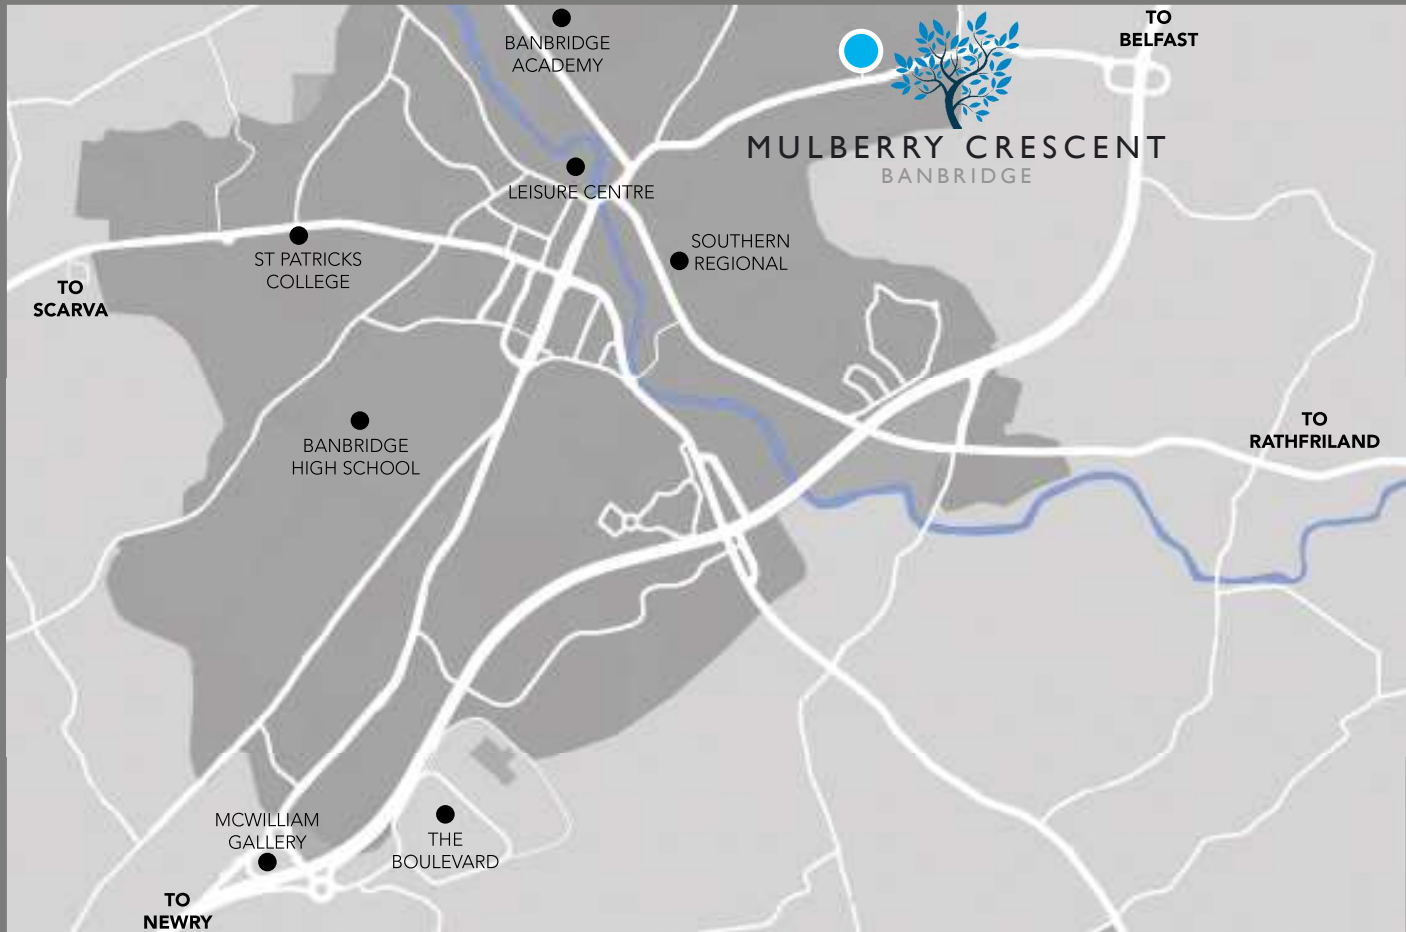 BANBRIDGE
ACADEMY
TO
BELFAST
MULBERRY CRESCENT
BANBRIDGE
LEISURE CENTRE
SOUTHERN
REGIONAL
ST PATRICKS
COLLEGE
TO
SCARVA
BANBRIDGE
HIGH SCHOOL
TO
RATHFRILAND
MCWILLIAM
GALLERY
THE
BOULEVARD
TO
NEWRY